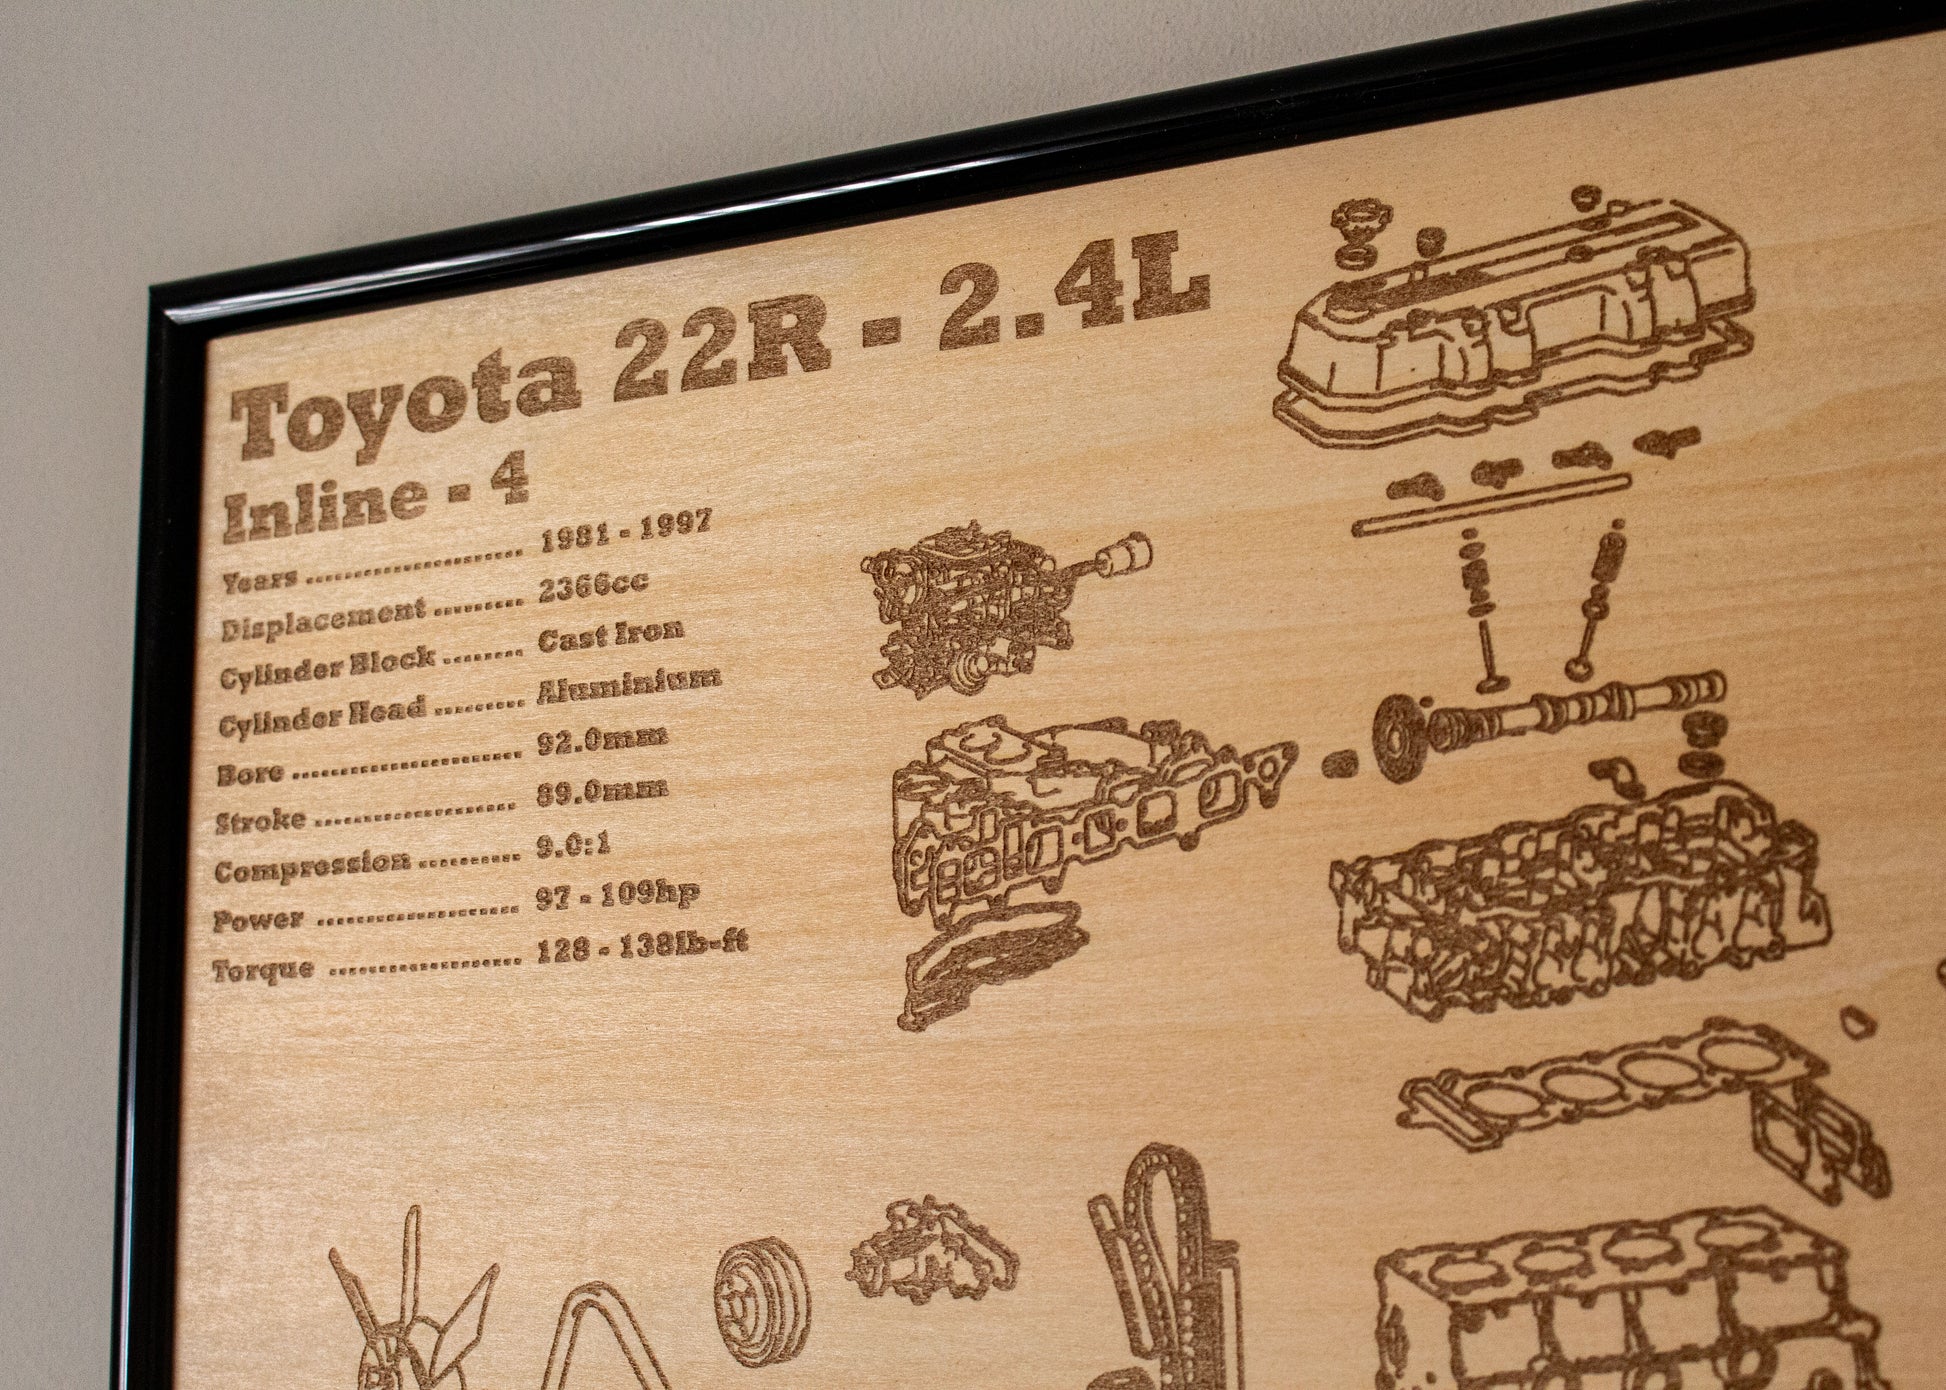 Toyota 22R - 2.4L
Inline - 4
Years ........................ 1981 - 1997
Displacement ......... 2366cc
Cylinder Block ........ Cast Iron
Cylinder Head ......... Aluminium
Bore ......................... 92.0mm
Stroke ...................... 89.0mm
Compression .......... 9.0:1
Power ...................... 97 - 109hp
Torque ..................... 128 - 138lb-ft